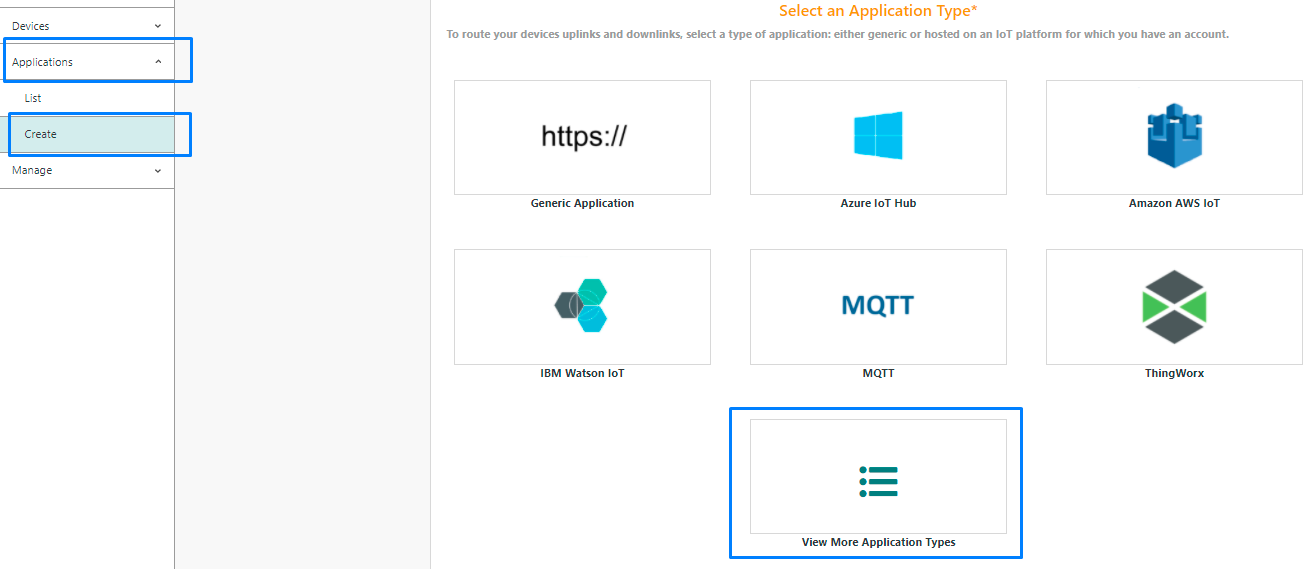 Devices
Applications
List
Create
Manage
Select an Application Type*
To route your devices uplinks and downlinks, select a type of application: either generic or hosted on an IoT platform for which you have an account.
https://
Generic Application
Azure IoT Hub
Amazon AWS IoT
IBM Watson IoT
MQTT
MQTT
ThingWorx
View More Application Types